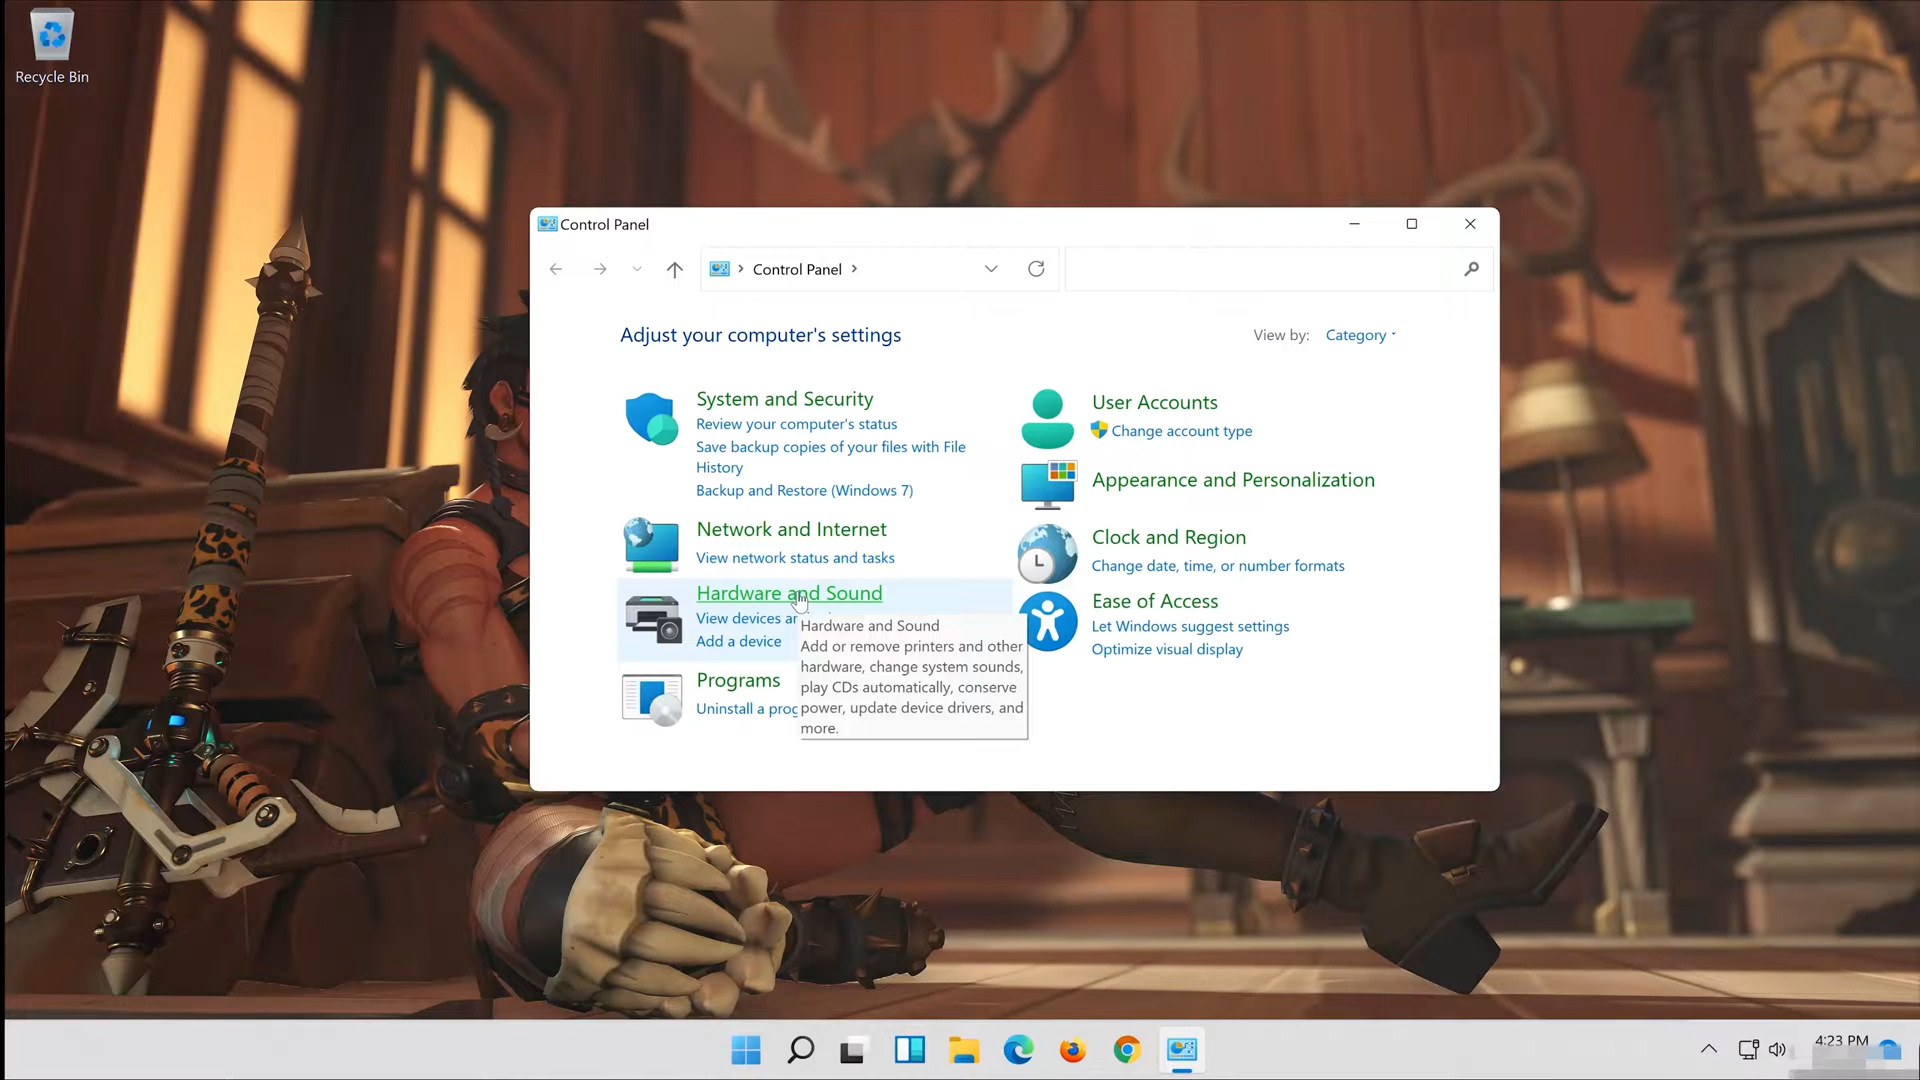 Recycle Bin
Control Panel
Control Panel
Adjust your computer's settings
View by: Category
System and Security
Review your computer's status
Save backup copies of your files with File
History
Backup and Restore (Windows 7)
Network and Internet
View network status and tasks
Hardware and Sound
View devices
Add a device
Programs
Uninstall a
Hardware and Sound
Add or remove printers and other
hardware, change system sounds,
play CDs automatically, conserve
power, update device drivers, and
more.
User Accounts
Change account type
Appearance and Personalization
Clock and Region
Change date, time, or number formats
Ease of Access
Let Windows suggest settings
Optimize visual display
4:23 PM